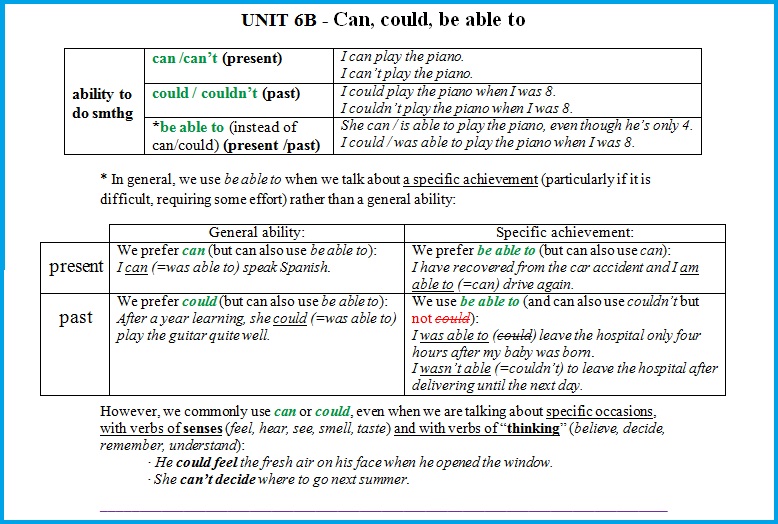 UNIT 6B - Can, could, be able to
ability to
do smthg
can /can’t (present)
I can play the piano.
I can’t play the piano.
could / couldn’t (past)
I could play the piano when I was 8.
I couldn’t play the piano when I was 8.
*be able to (instead of
can/could) (present /past)
She can / is able to play the piano, even though he’s only 4.
I could / was able to play the piano when I was 8.
* In general, we use be able to when we talk about a specific achievement (particularly if it is
difficult, requiring some effort) rather than a general ability:
General ability:
Specific achievement:
present
We prefer can (but can also use be able to):
I can (=was able to) speak Spanish.
We prefer be able to (but can also use can):
I have recovered from the car accident and I am
able to (=can) drive again.
past
We prefer could (but can also use be able to):
After a year learning, she could (=was able to)
play the guitar quite well.
We use be able to (and can also use couldn’t but
not could):
I was able to (could) leave the hospital only four
hours after my baby was born.
I wasn’t able (=couldn’t) to leave the hospital after
delivering until the next day.
However, we commonly use can or could, even when we are talking about specific occasions,
with verbs of senses (feel, hear, see, smell, taste) and with verbs of “thinking” (believe, decide,
remember, understand):
· He could feel the fresh air on his face when he opened the window.
· She can’t decide where to go next summer.